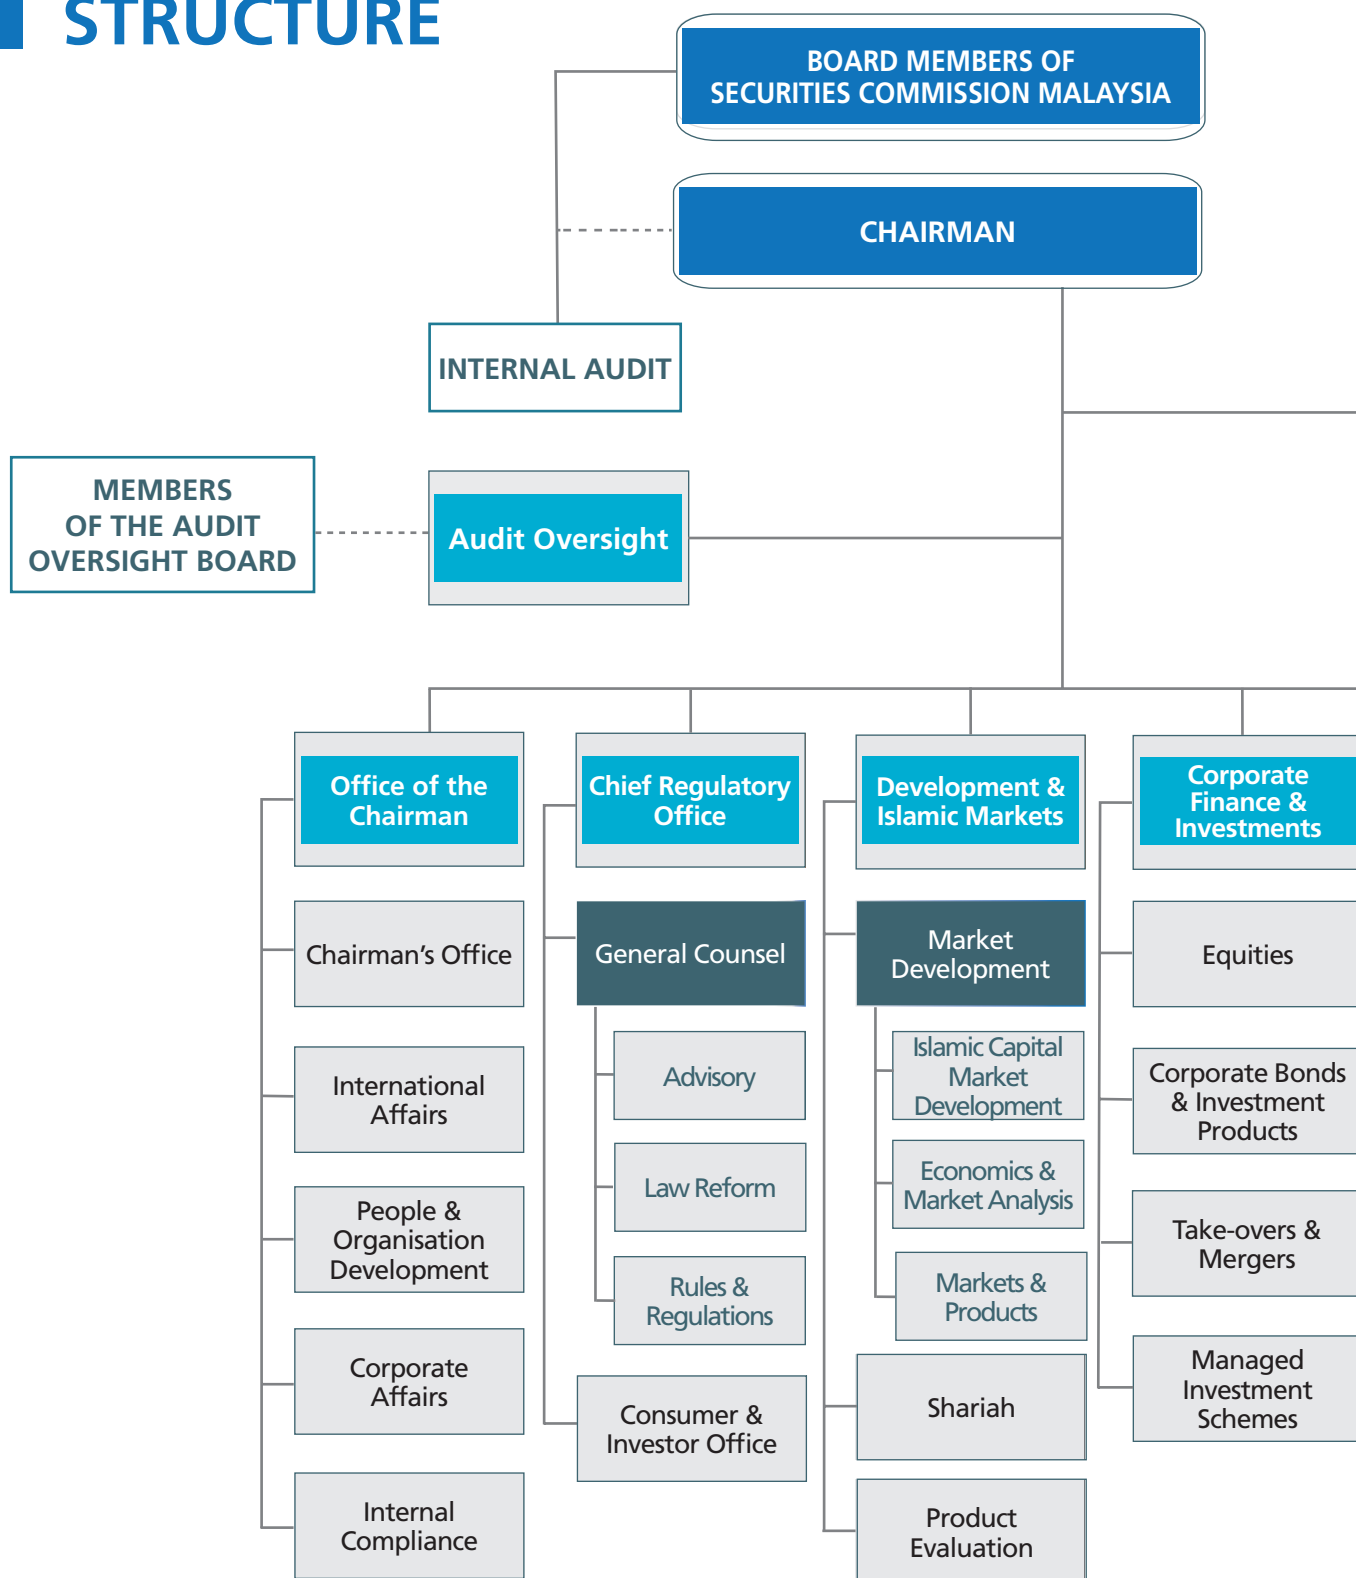 STRUCTURE
BOARD MEMBERS OF
SECURITIES COMMISSION MALAYSIA
CHAIRMAN
INTERNAL AUDIT
MEMBERS
OF THE AUDIT
OVERSIGHT BOARD
Audit Oversight
Office of the
Chairman
Chairman’s Office
International
Affairs
People &
Organisation
Development
Corporate
Affairs
Internal
Compliance
Chief Regulatory
Office
General Counsel
Advisory
Law Reform
Rules &
Regulations
Consumer &
Investor Office
Development &
Islamic Markets
Market
Development
Islamic Capital
Market
Development
Economics &
Market Analysis
Markets &
Products
Shariah
Product
Evaluation
Corporate
Finance &
Investments
Equities
Corporate Bonds
& Investment
Products
Take-overs &
Mergers
Managed
Investment
Schemes